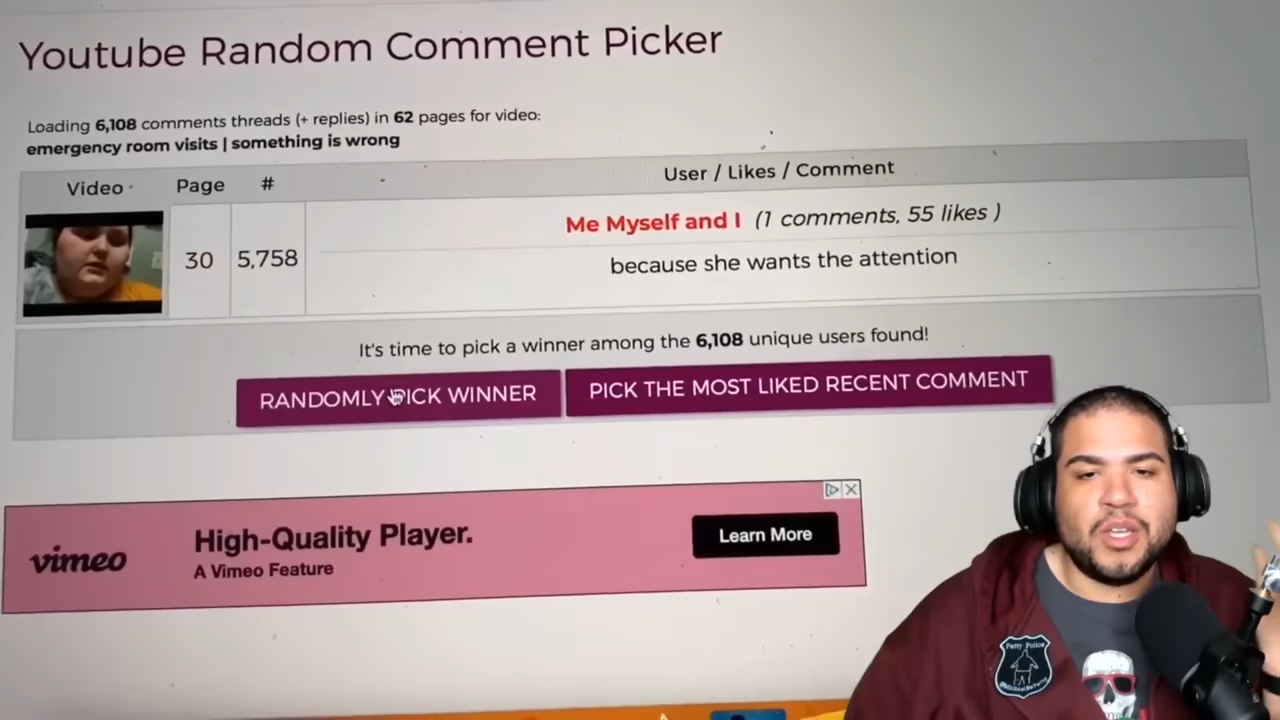 Youtube Random Comment Picker
Loading 6,108 comments threads (+ replies) in 62 pages for video:
emergency room visits | something is wrong
Video Page # User / Likes / Comment
30 5,758 Me Myself and I (1 comments, 55 likes )
because she wants the attention
It's time to pick a winner among the 6,108 unique users found!
RANDOMLY PICK WINNER PICK THE MOST LIKED RECENT COMMENT
vimeo High-Quality Player.
A Vimeo Feature
Learn More
Petty Police